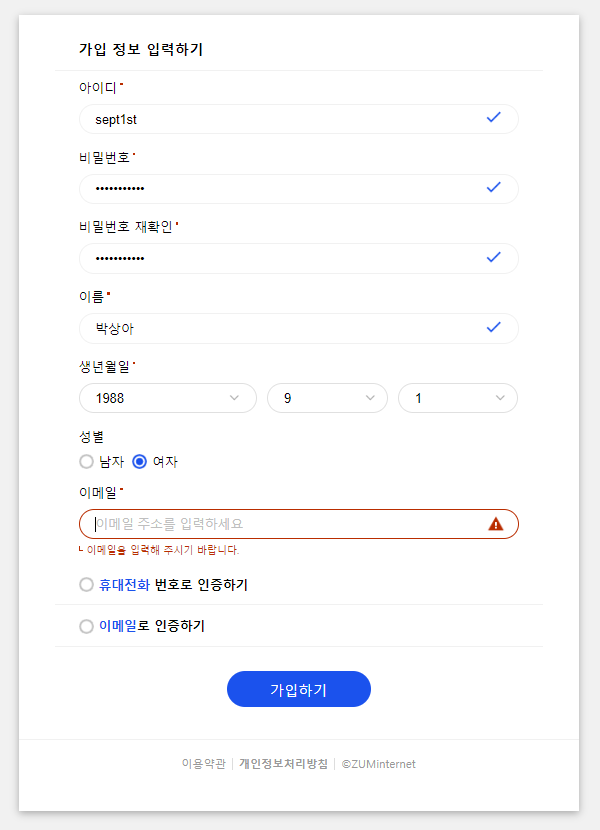 가입 정보 입력하기
아이디
sept1st
비밀번호
•••••••••••
비밀번호 재확인
•••••••••••
이름
박상아
생년월일
1988 9 1
성별
남자 여자
이메일
이메일 주소를 입력하세요
이메일을 입력해 주시기 바랍니다.
휴대전화 번호로 인증하기
이메일로 인증하기
가입하기
이용약관 | 개인정보처리방침 | ©ZUMinternet